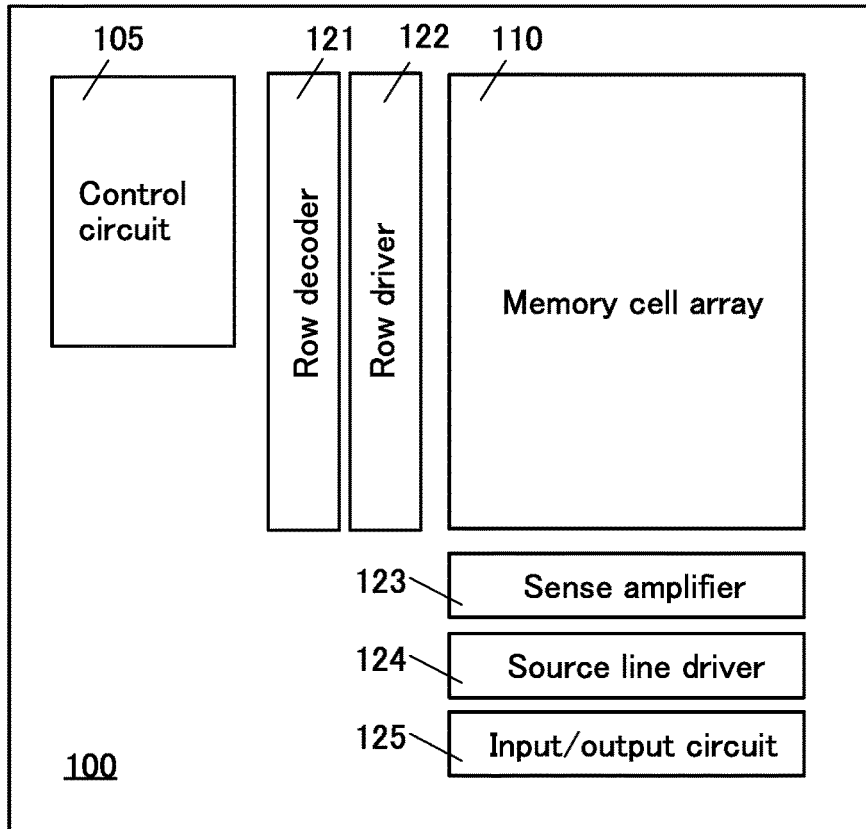 105
121
122
110
Control
circuit
Row decoder
Row driver
Memory cell array
123
Sense amplifier
124
Source line driver
125
Input/output circuit
100